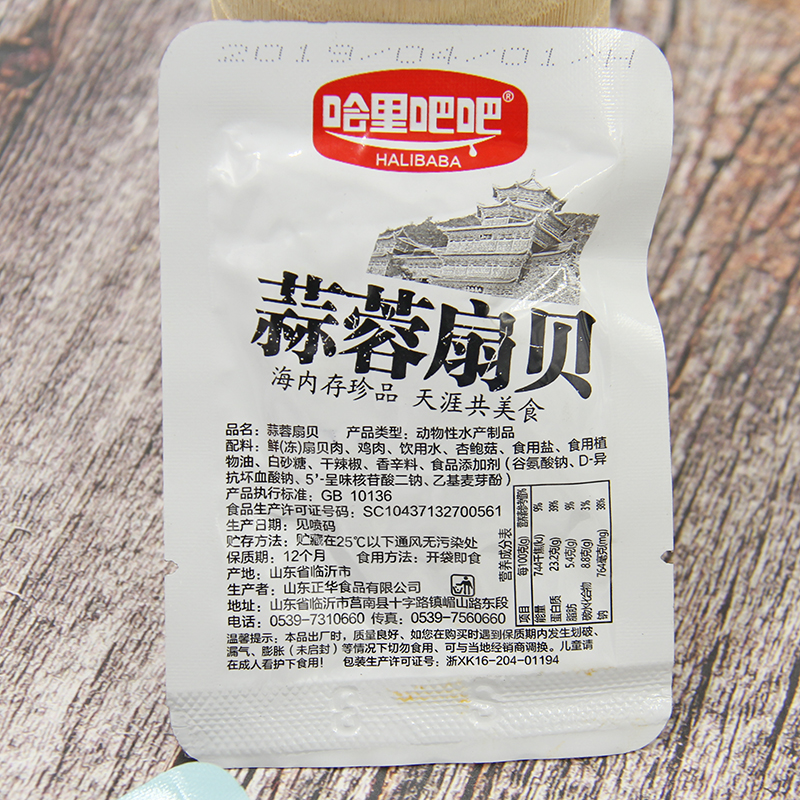 2019/04/01/H
哈里吧吧®
HALIBABA
蒜蓉扇贝
海内存珍品 天涯共美食
品名：蒜蓉扇贝 产品类型：动物性水产制品
配料：鲜(冻)扇贝肉、鸡肉、饮用水、杏鲍菇、食用盐、食用植
物油、白砂糖、干辣椒、香辛料、食品添加剂（谷氨酸钠、D-异
抗坏血酸钠、5'-呈味核苷酸二钠、乙基麦芽酚）
产品执行标准：GB 10136
食品生产许可证号码：SC10437132700561
生产日期：见喷码
贮存方法：贮藏在25℃以下通风无污染处
保质期：12个月 食用方法：开袋即食
产地：山东省临沂市
生产者：山东正华食品有限公司
地址：山东省临沂市莒南县十字路镇嵋山路东段
电话：0539-7310660 传真：0539-7560660
温馨提示：本品出厂时，质量良好、如您在购买时遇到保质期内发生划破、
漏气、膨胀（未启封）等情况下切勿食用、可与当地经销商调换。儿童请
在成人看护下食用！ 包装生产许可证号：浙XK16-204-01194
营养成分表
项目 每100克(g) 营养素参考值%
能量 744千焦(kJ) 9%
蛋白质 23.2克(g) 39%
脂肪 5.4克(g) 9%
碳水化合物 8.8克(g) 3%
钠 764毫克(mg) 38%